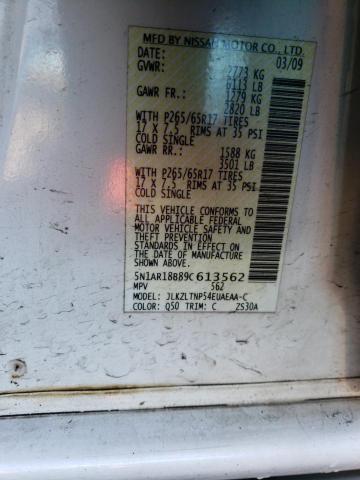 MFD BY NISSAN MOTOR CO., LTD.
DATE: 03/09
GVWR: 2773 KG
6113 LB
GAWR FR.: 1279 KG
2820 LB
WITH P265/65R17 TIRES
17 X 7.5 RIMS AT 35 PSI
COLD SINGLE
GAWR RR.: 1588 KG
3501 LB
WITH P265/65R17 TIRES
17 X 7.5 RIMS AT 35 PSI
COLD SINGLE
THIS VEHICLE CONFORMS TO
ALL APPLICABLE FEDERAL
MOTOR VEHICLE SAFETY
AND THEFT PREVENTION
STANDARDS IN EFFECT ON
THE DATE OF MANUFACTURE
SHOWN ABOVE.
5N1AR18B89C613562
MPV 562
MODEL: JLKZLTNP54EUAEAA-C
COLOR: Q50 TRIM: C ZS30A